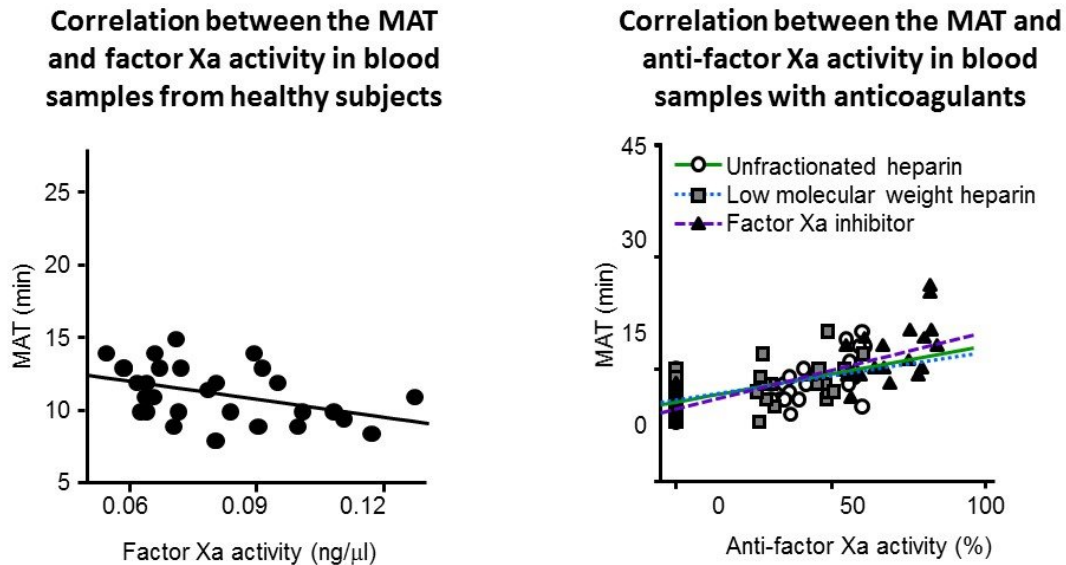 Correlation between the MAT
and factor Xa activity in blood
samples from healthy subjects
25
20
15
10
5
MAT (min)
0.06 0.09 0.12
Factor Xa activity (ng/μl)
Correlation between the MAT and
anti-factor Xa activity in blood
samples with anticoagulants
45
30
15
0
MAT (min)
Unfractionated heparin
Low molecular weight heparin
Factor Xa inhibitor
0 50 100
Anti-factor Xa activity (%)